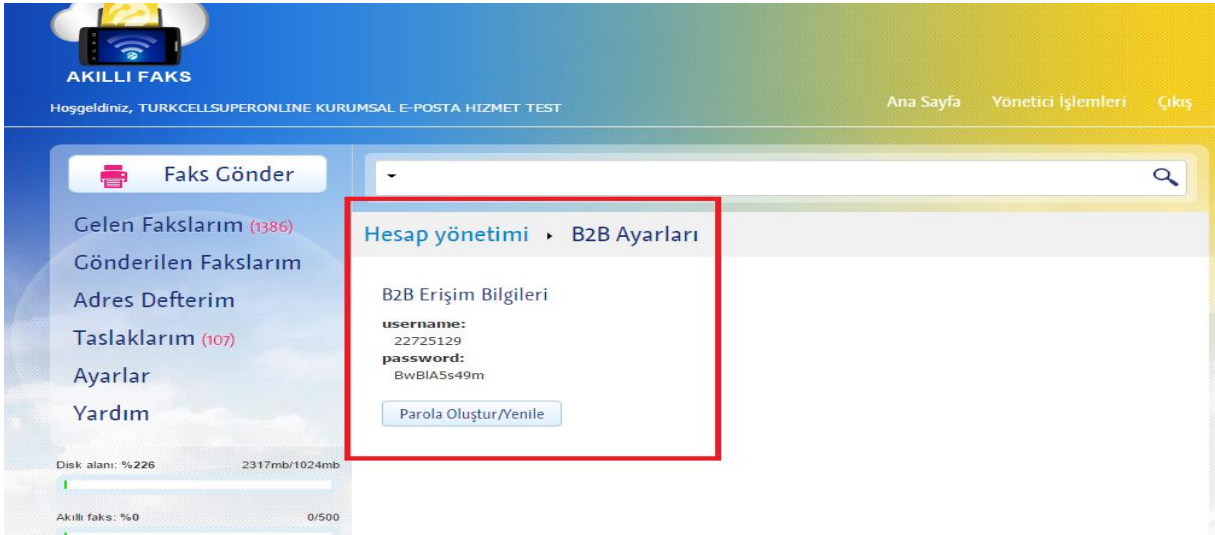 AKILLI FAKS
Hoşgeldiniz, TURKCELLSUPERONLINE KURUMSAL E-POSTA HIZMET TEST
Ana Sayfa Yönetici İşlemleri Çıkış
Faks Gönder
Gelen Fakslarım (1386)
Gönderilen Fakslarım
Adres Defterim
Taslaklarım (107)
Ayarlar
Yardım
Disk alanı: %226 2317mb/1024mb
Akıllı faks: %0 0/500
Hesap yönetimi ▸ B2B Ayarları
B2B Erişim Bilgileri
username:
22725129
password:
BwBlA5s49m
Parola Oluştur/Yenile